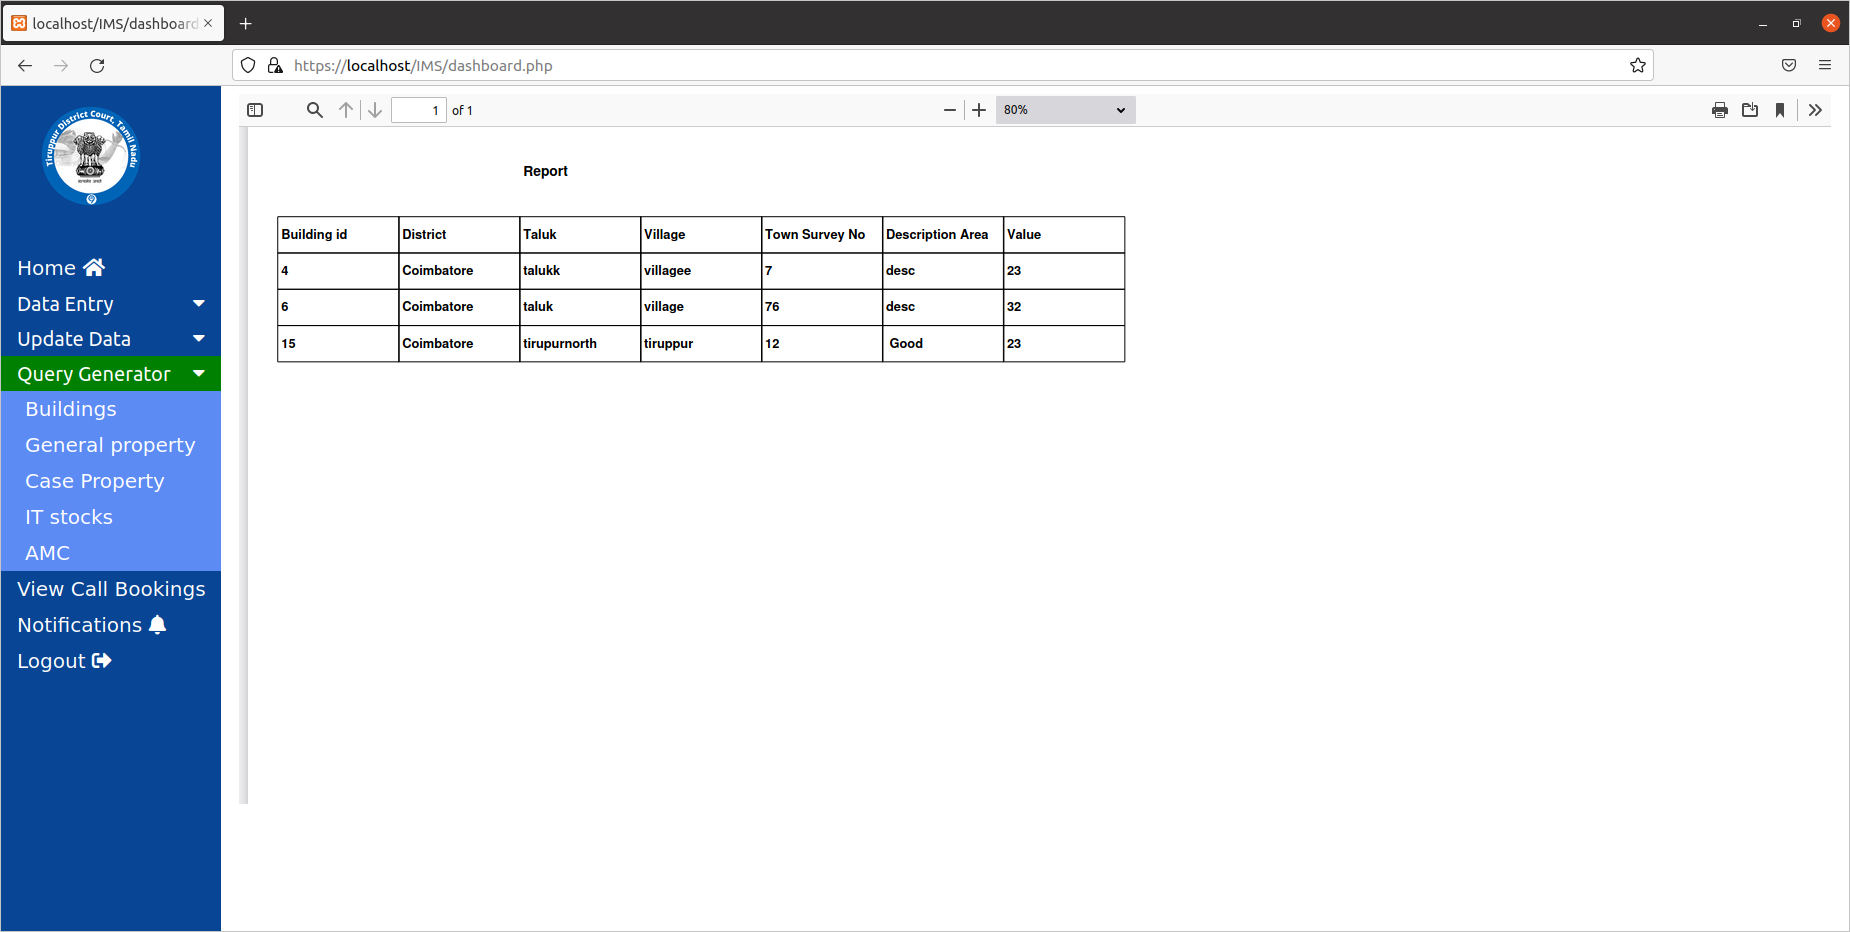 localhost/IMS/dashboard
https://localhost/IMS/dashboard.php
Tiruppur District Court, Tamil Nadu
Home
Data Entry
Update Data
Query Generator
Buildings
General property
Case Property
IT stocks
AMC
View Call Bookings
Notifications
Logout
1 of 1
80%
Report
Building id District Taluk Village Town Survey No Description Area Value
4 Coimbatore talukk villagee 7 desc 23
6 Coimbatore taluk village 76 desc 32
15 Coimbatore tirupurnorth tiruppur 12 Good 23